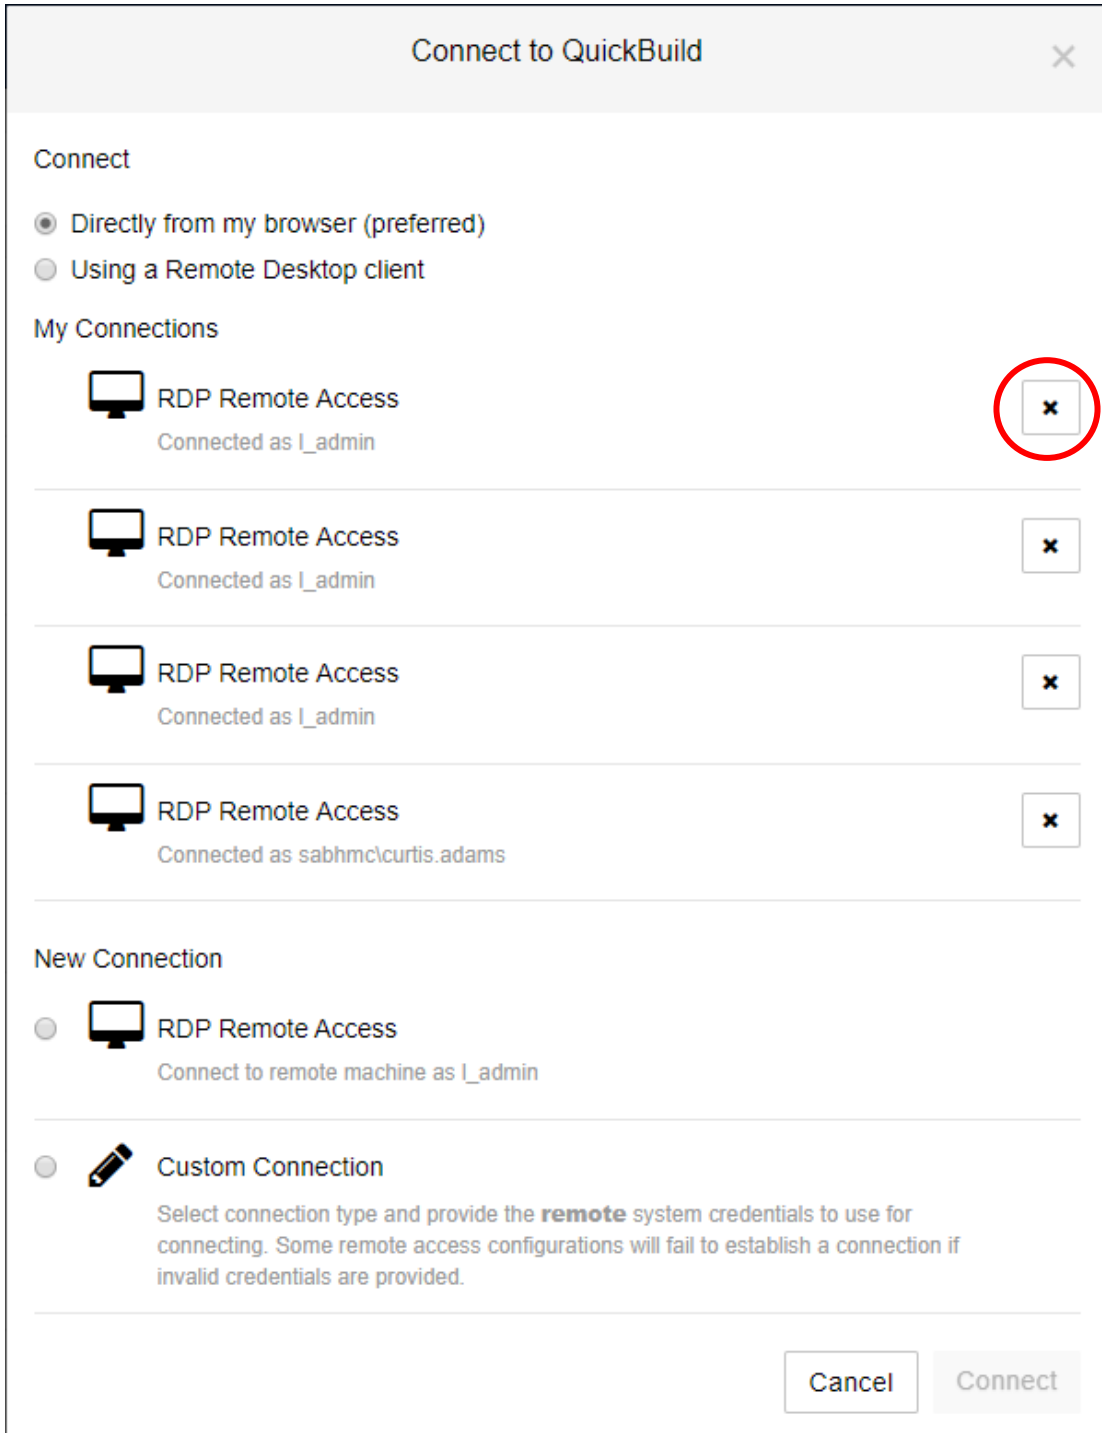 Connect to QuickBuild
Connect
Directly from my browser (preferred)
Using a Remote Desktop client
My Connections
RDP Remote Access
Connected as l_admin
RDP Remote Access
Connected as l_admin
RDP Remote Access
Connected as l_admin
RDP Remote Access
Connected as sabhmc\curtis.adams
New Connection
RDP Remote Access
Connect to remote machine as l_admin
Custom Connection
Select connection type and provide the remote system credentials to use for
connecting. Some remote access configurations will fail to establish a connection if
invalid credentials are provided.
Cancel Connect